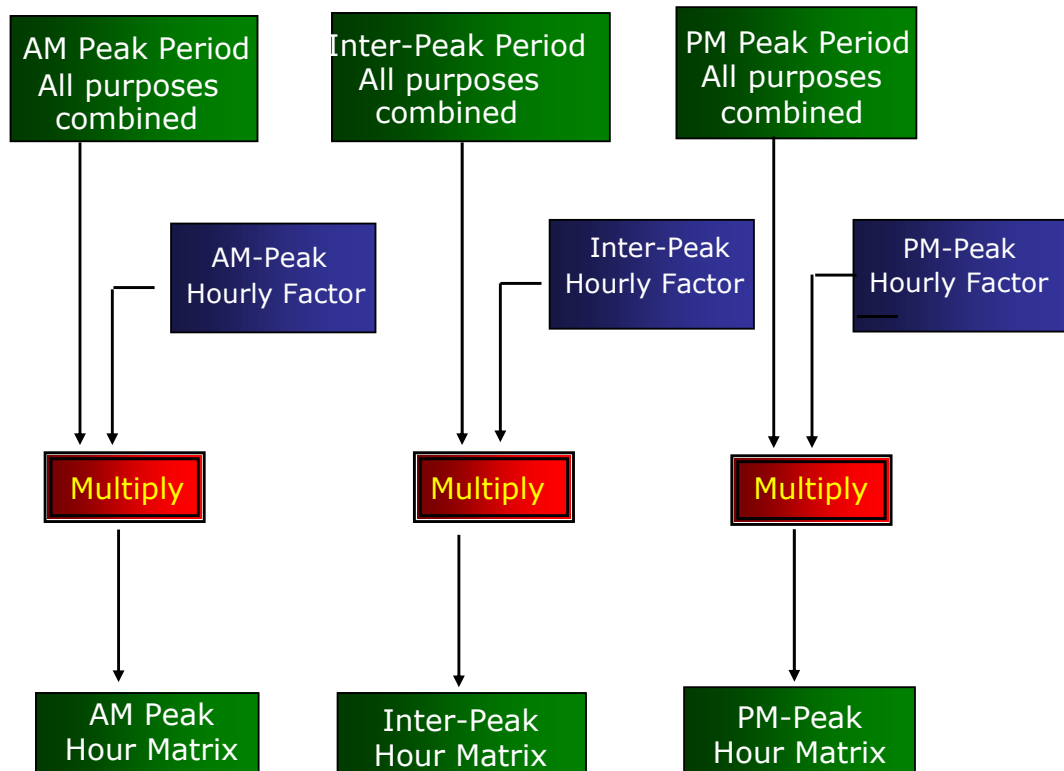 AM Peak Period
All purposes
combined
Inter-Peak Period
All purposes
combined
PM Peak Period
All purposes
combined
AM-Peak
Hourly Factor
Inter-Peak
Hourly Factor
PM-Peak
Hourly Factor
Multiply
Multiply
Multiply
AM Peak
Hour Matrix
Inter-Peak
Hour Matrix
PM-Peak
Hour Matrix